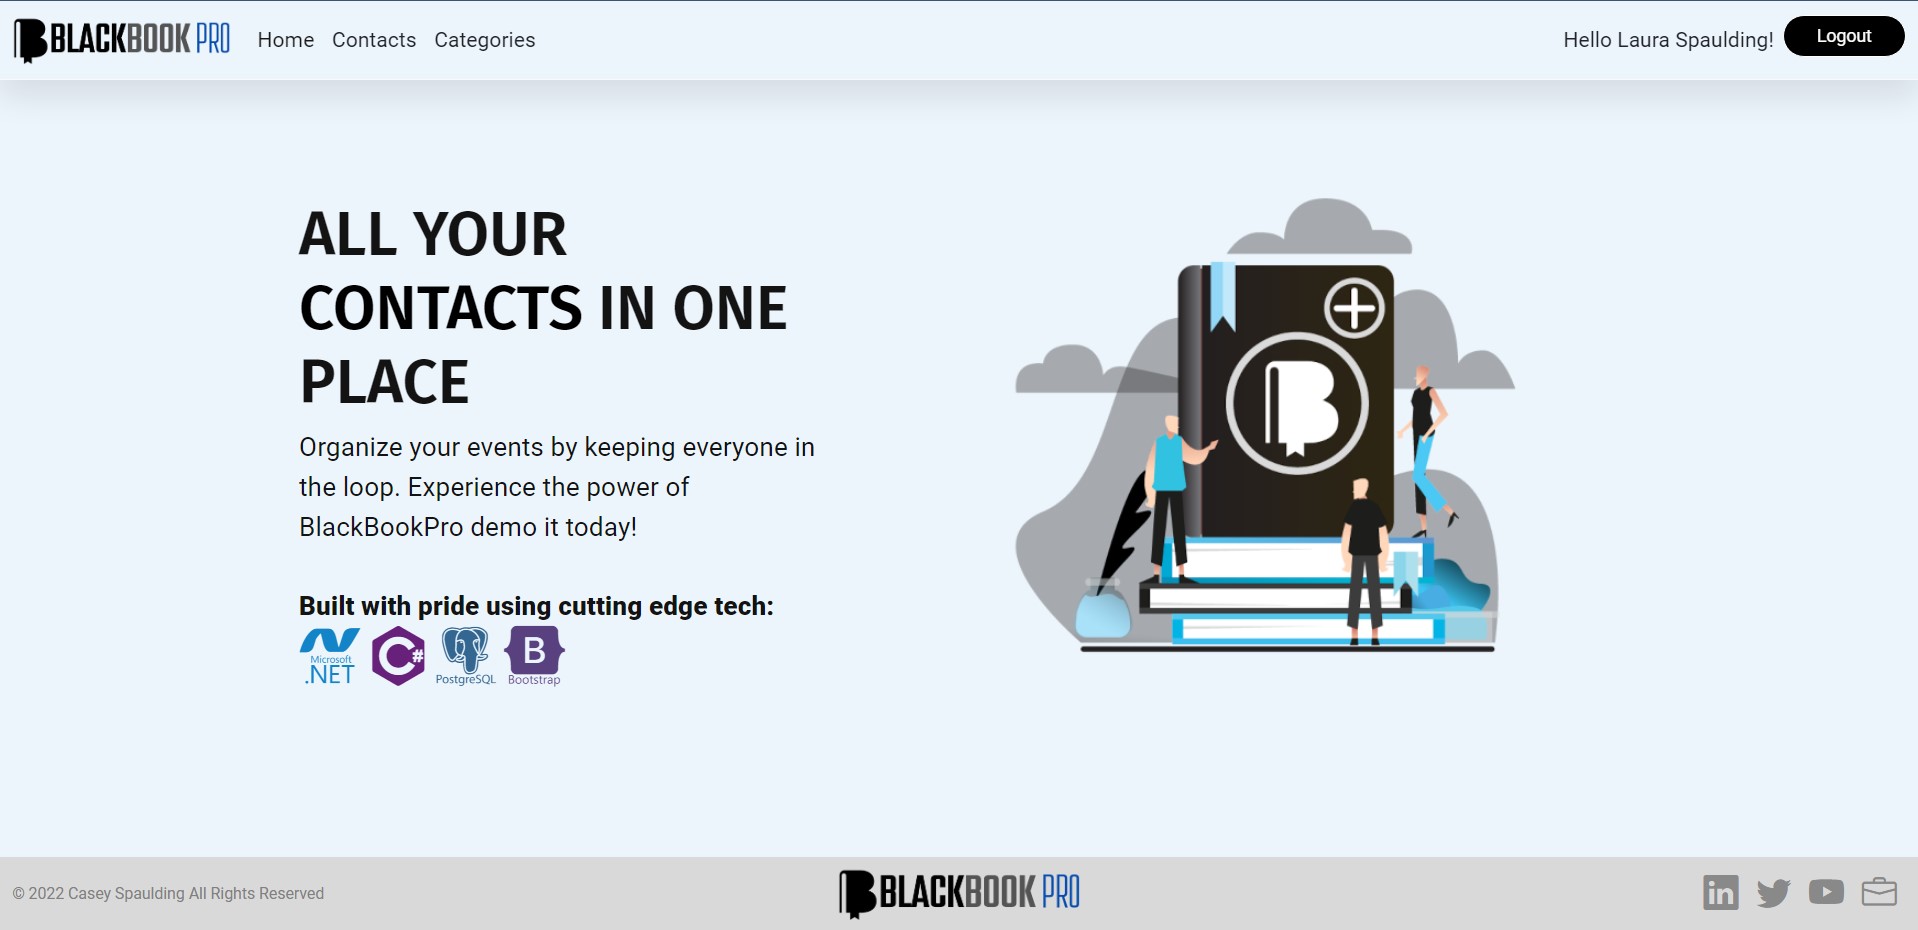 BLACKBOOK PRO
Home Contacts Categories
Hello Laura Spaulding!
Logout
ALL YOUR
CONTACTS IN ONE
PLACE
Organize your events by keeping everyone in
the loop. Experience the power of
BlackBookPro demo it today!
Built with pride using cutting edge tech:
Microsoft
.NET
C#
PostgreSQL
B
Bootstrap
B
© 2022 Casey Spaulding All Rights Reserved
BLACKBOOK PRO
in